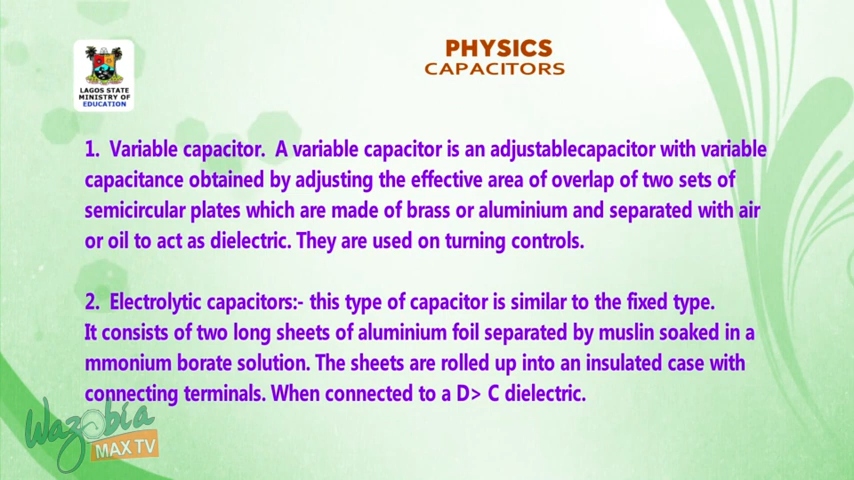 PHYSICS
CAPACITORS
LAGOS STATE
MINISTRY OF
EDUCATION
1. Variable capacitor. A variable capacitor is an adjustablecapacitor with variable
capacitance obtained by adjusting the effective area of overlap of two sets of
semicircular plates which are made of brass or aluminium and separated with air
or oil to act as dielectric. They are used on turning controls.
2. Electrolytic capacitors:- this type of capacitor is similar to the fixed type.
It consists of two long sheets of aluminium foil separated by muslin soaked in a
mmonium borate solution. The sheets are rolled up into an insulated case with
connecting terminals. When connected to a D> C dielectric.
Wazobia
MAX TV